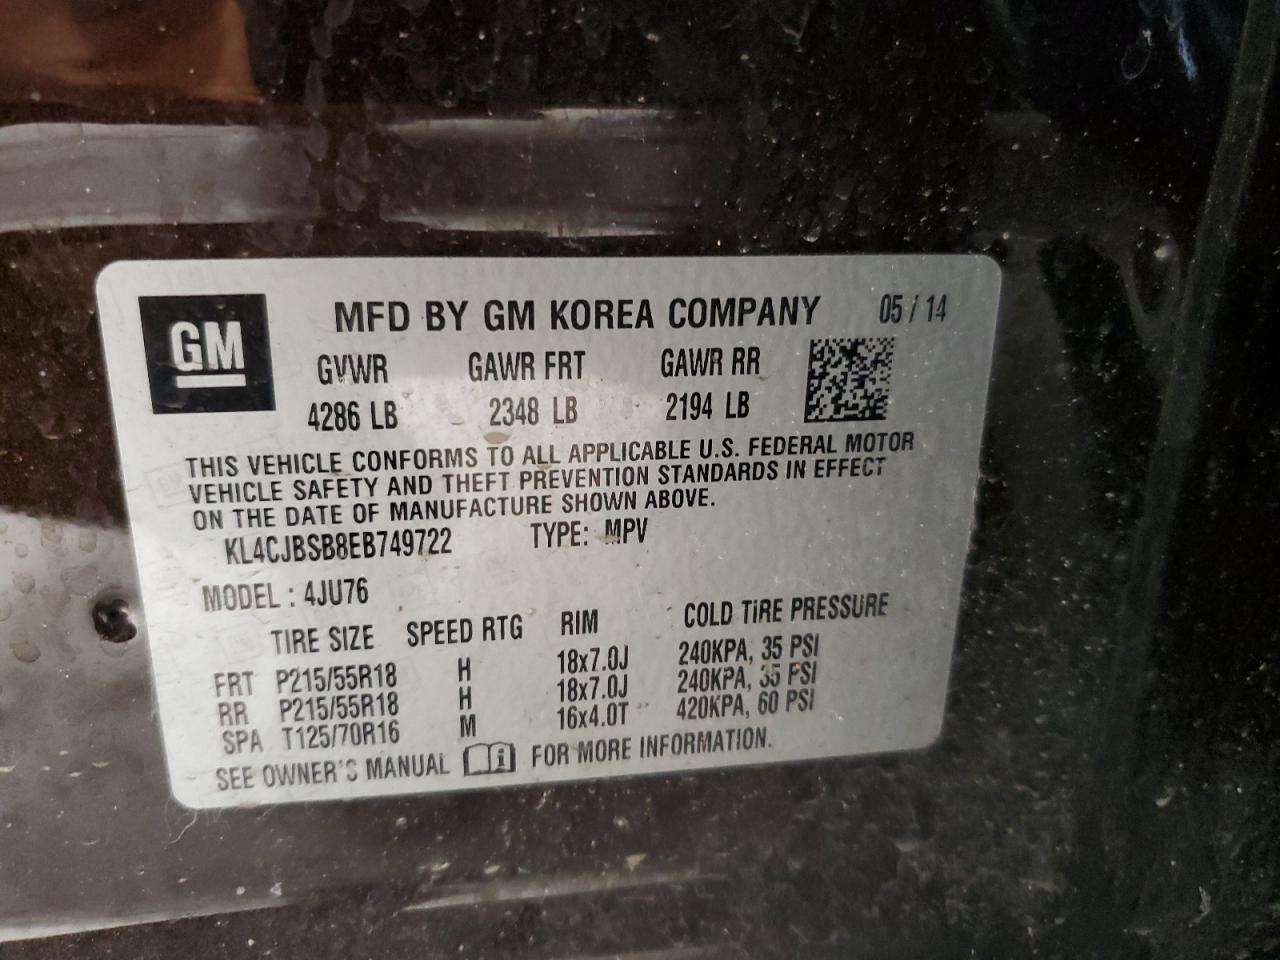 GM
MFD BY GM KOREA COMPANY 05 / 14
GVWR GAWR FRT GAWR RR
4286 LB 2348 LB 2194 LB
THIS VEHICLE CONFORMS TO ALL APPLICABLE U.S. FEDERAL MOTOR
VEHICLE SAFETY AND THEFT PREVENTION STANDARDS IN EFFECT
ON THE DATE OF MANUFACTURE SHOWN ABOVE.
KL4CJBSB8EB749722 TYPE: MPV
MODEL : 4JU76
TIRE SIZE SPEED RTG RIM COLD TIRE PRESSURE
FRT P215/55R18 H 18x7.0J 240KPA, 35 PSI
RR P215/55R18 H 18x7.0J 240KPA, 35 PSI
SPA T125/70R16 M 16x4.0T 420KPA, 60 PSI
SEE OWNER'S MANUAL FOR MORE INFORMATION.